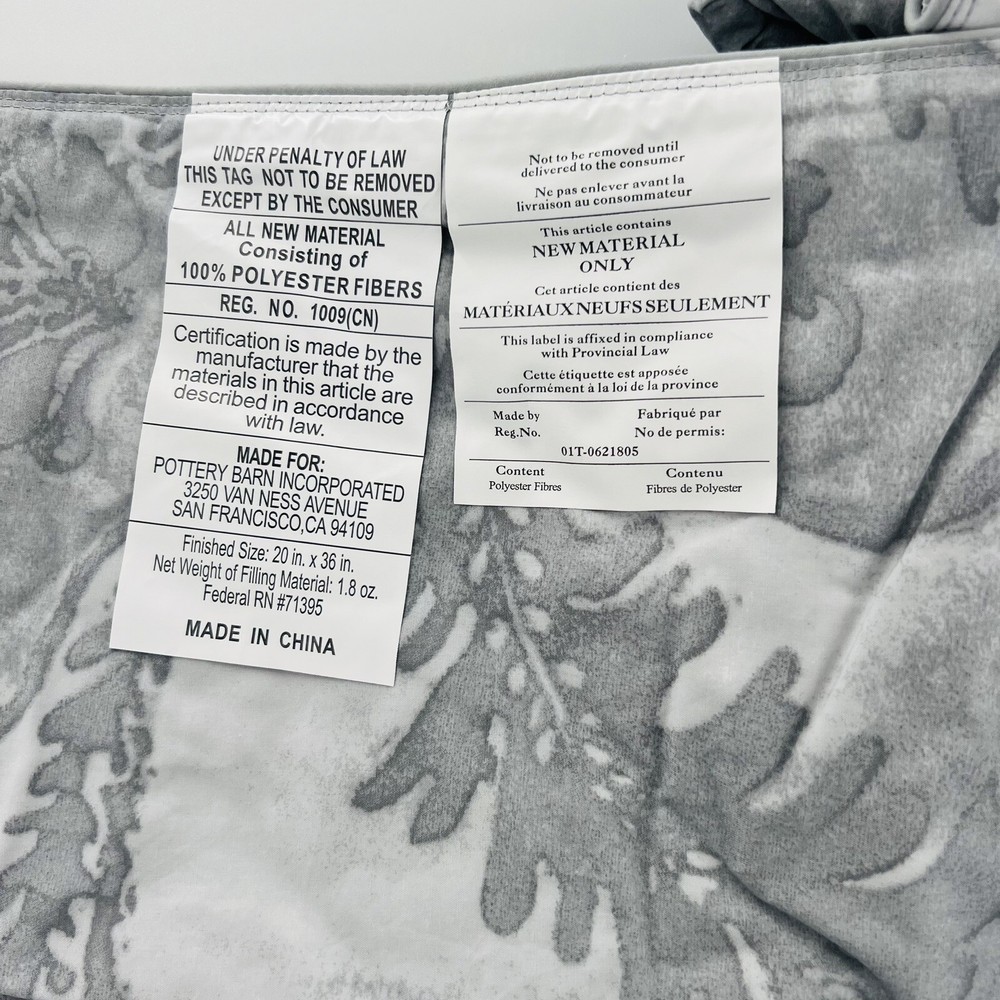 UNDER PENALTY OF LAW
THIS TAG NOT TO BE REMOVED
EXCEPT BY THE CONSUMER
ALL NEW MATERIAL
Consisting of
100% POLYESTER FIBERS
REG. NO. 1009(CN)
Certification is made by the
manufacturer that the
materials in this article are
described in accordance
with law.
MADE FOR:
POTTERY BARN INCORPORATED
3250 VAN NESS AVENUE
SAN FRANCISCO,CA 94109
Finished Size: 20 in. x 36 in.
Net Weight of Filling Material: 1.8 oz.
Federal RN #71395
MADE IN CHINA
Not to be removed until
delivered to the consumer
Ne pas enlever avant la
livraison au consommateur
This article contains
NEW MATERIAL
ONLY
Cet article contient des
MATÉRIAUX NEUFS SEULEMENT
This label is affixed in compliance
with Provincial Law
Cette étiquette est apposée
conformément à la loi de la province
Made by Fabriqué par
Reg.No. No de permis:
01T-0621805
Content Contenu
Polyester Fibres Fibres de Polyester